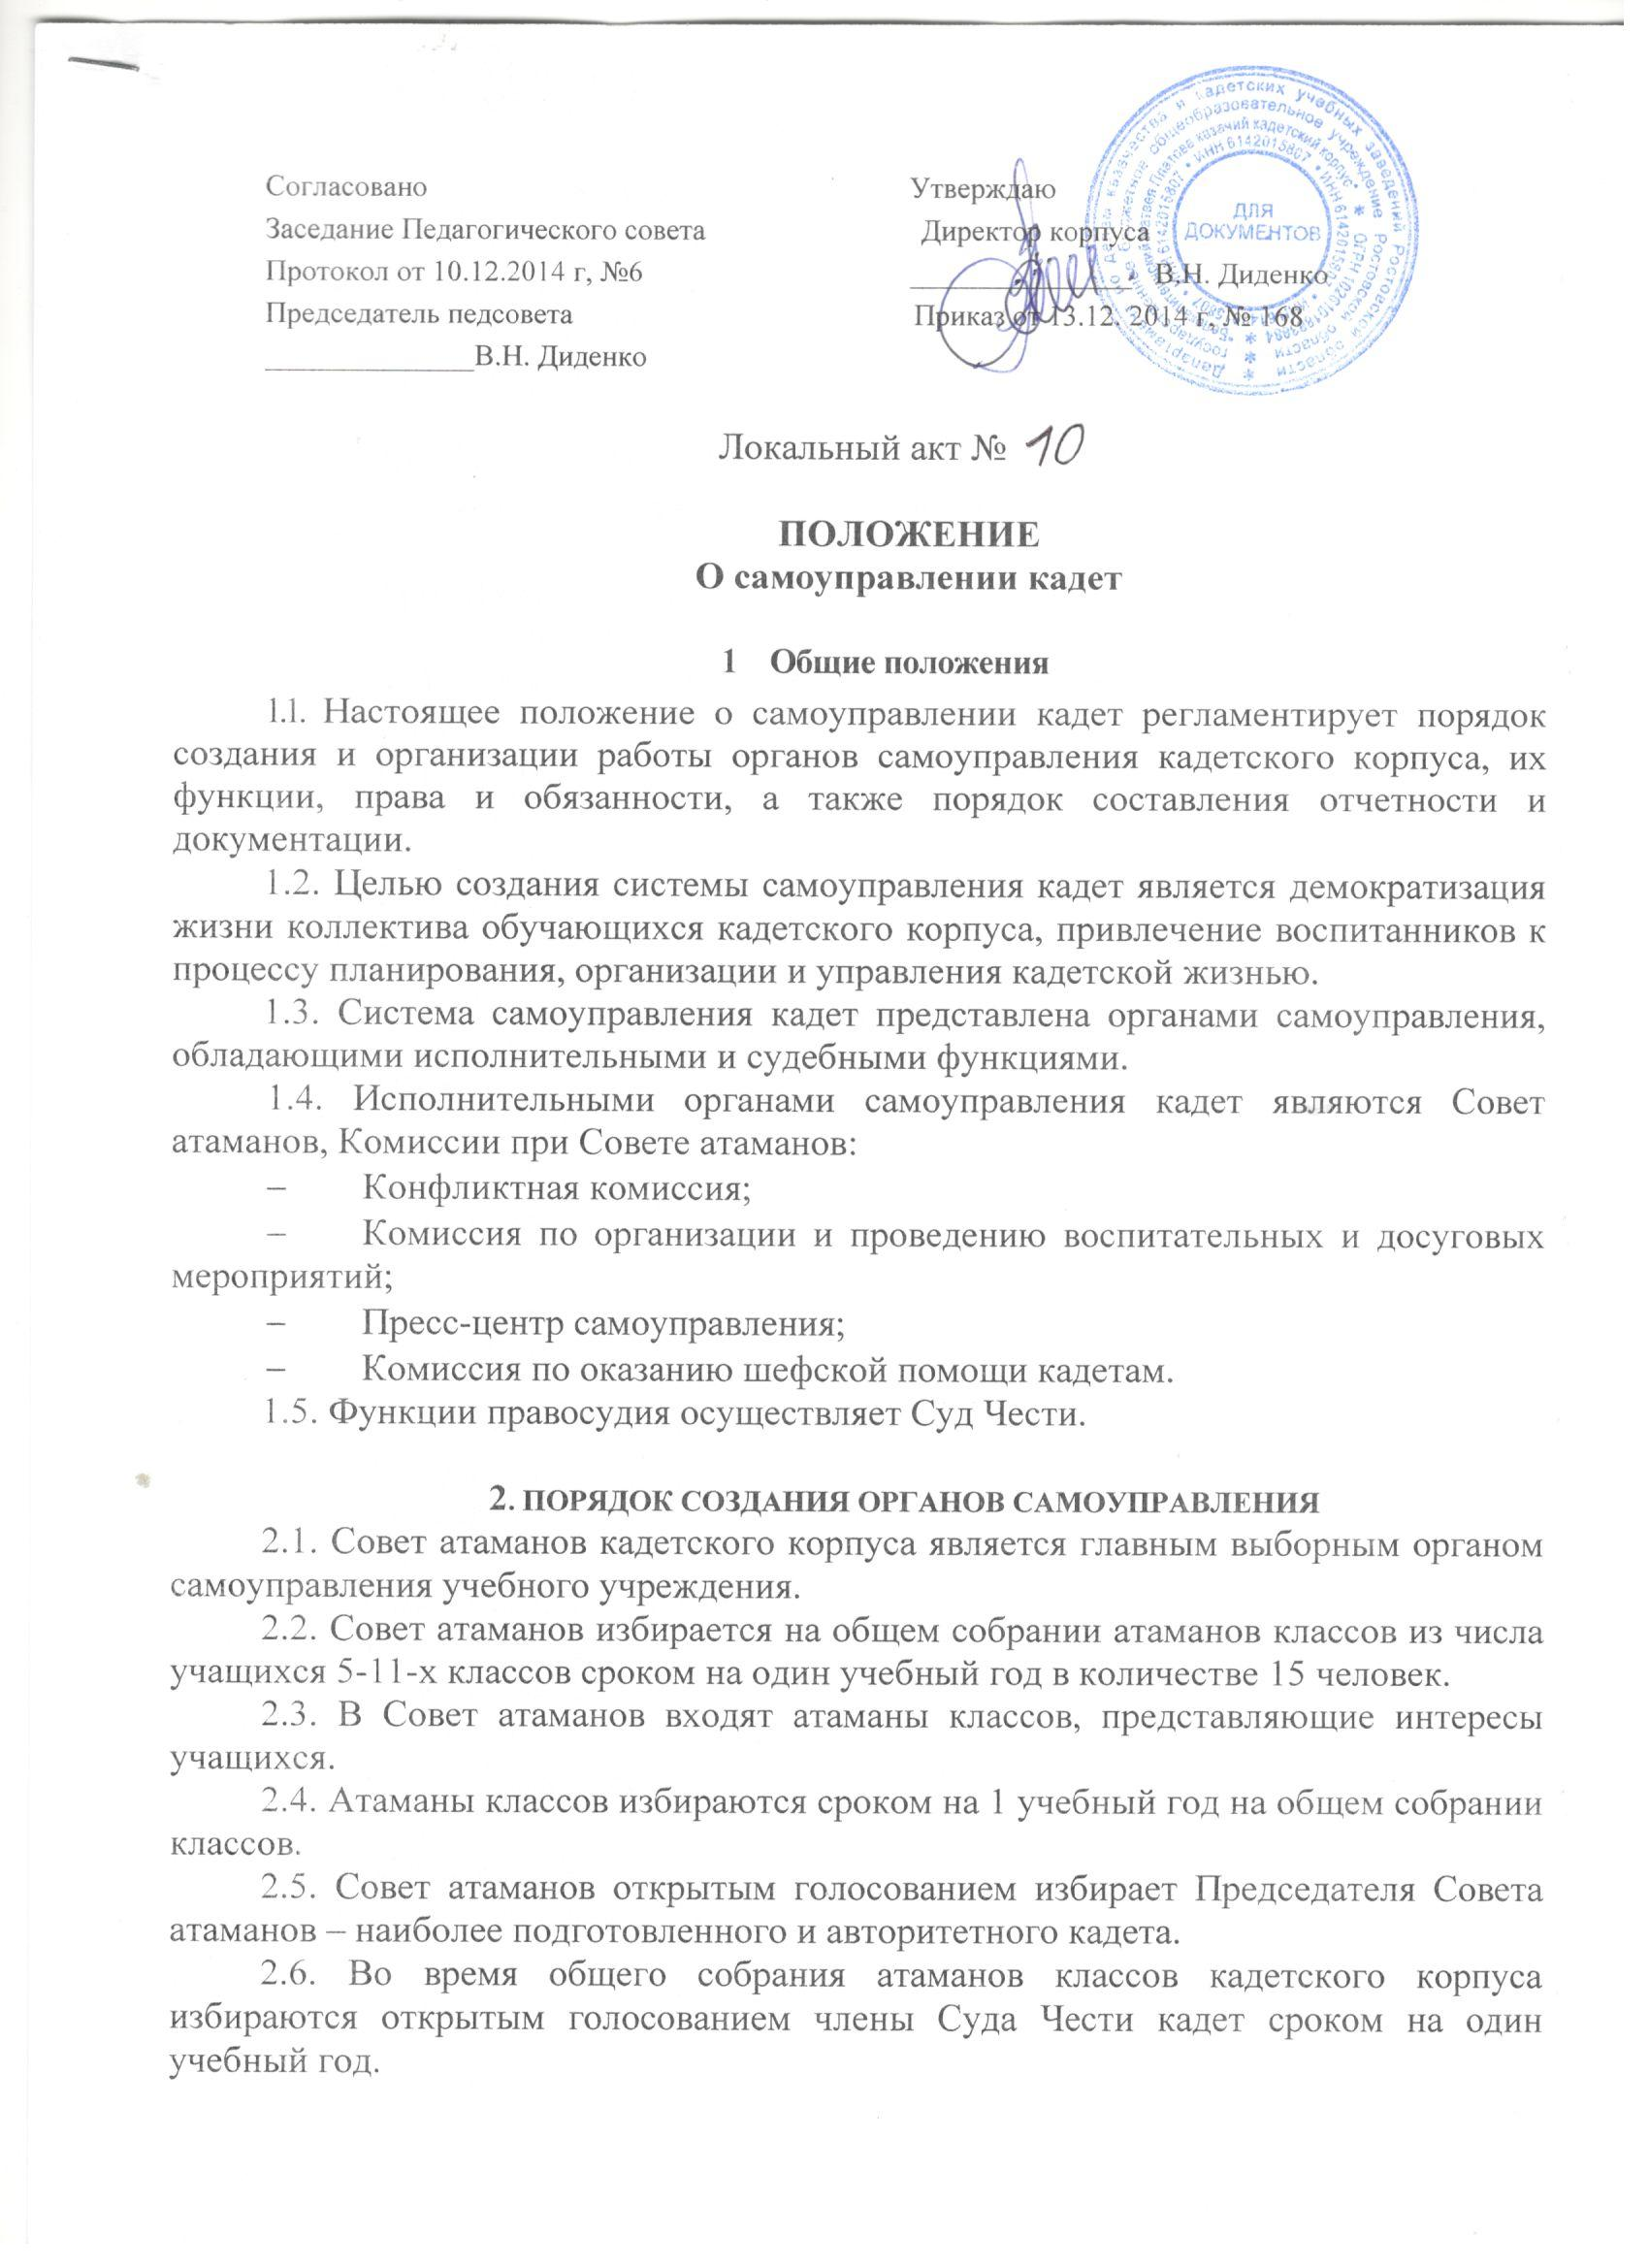 Согласовано
Заседание Педагогического совета
Протокол от 10.12.2014 г, №6
Председатель педсовета
______________В.Н. Диденко
Утверждаю
Директор корпуса
_______________ В.Н. Диденко
Приказ от 13.12. 2014 г, № 168
ДЛЯ
ДОКУМЕНТОВ
Локальный акт № 10
ПОЛОЖЕНИЕ
О самоуправлении кадет
1 Общие положения
1.1. Настоящее положение о самоуправлении кадет регламентирует порядок
создания и организации работы органов самоуправления кадетского корпуса, их
функции, права и обязанности, а также порядок составления отчетности и
документации.
1.2. Целью создания системы самоуправления кадет является демократизация
жизни коллектива обучающихся кадетского корпуса, привлечение воспитанников к
процессу планирования, организации и управления кадетской жизнью.
1.3. Система самоуправления кадет представлена органами самоуправления,
обладающими исполнительными и судебными функциями.
1.4. Исполнительными органами самоуправления кадет являются Совет
атаманов, Комиссии при Совете атаманов:
– Конфликтная комиссия;
– Комиссия по организации и проведению воспитательных и досуговых
мероприятий;
– Пресс-центр самоуправления;
– Комиссия по оказанию шефской помощи кадетам.
1.5. Функции правосудия осуществляет Суд Чести.
2. ПОРЯДОК СОЗДАНИЯ ОРГАНОВ САМОУПРАВЛЕНИЯ
2.1. Совет атаманов кадетского корпуса является главным выборным органом
самоуправления учебного учреждения.
2.2. Совет атаманов избирается на общем собрании атаманов классов из числа
учащихся 5-11-х классов сроком на один учебный год в количестве 15 человек.
2.3. В Совет атаманов входят атаманы классов, представляющие интересы
учащихся.
2.4. Атаманы классов избираются сроком на 1 учебный год на общем собрании
классов.
2.5. Совет атаманов открытым голосованием избирает Председателя Совета
атаманов – наиболее подготовленного и авторитетного кадета.
2.6. Во время общего собрания атаманов классов кадетского корпуса
избираются открытым голосованием члены Суда Чести кадет сроком на один
учебный год.